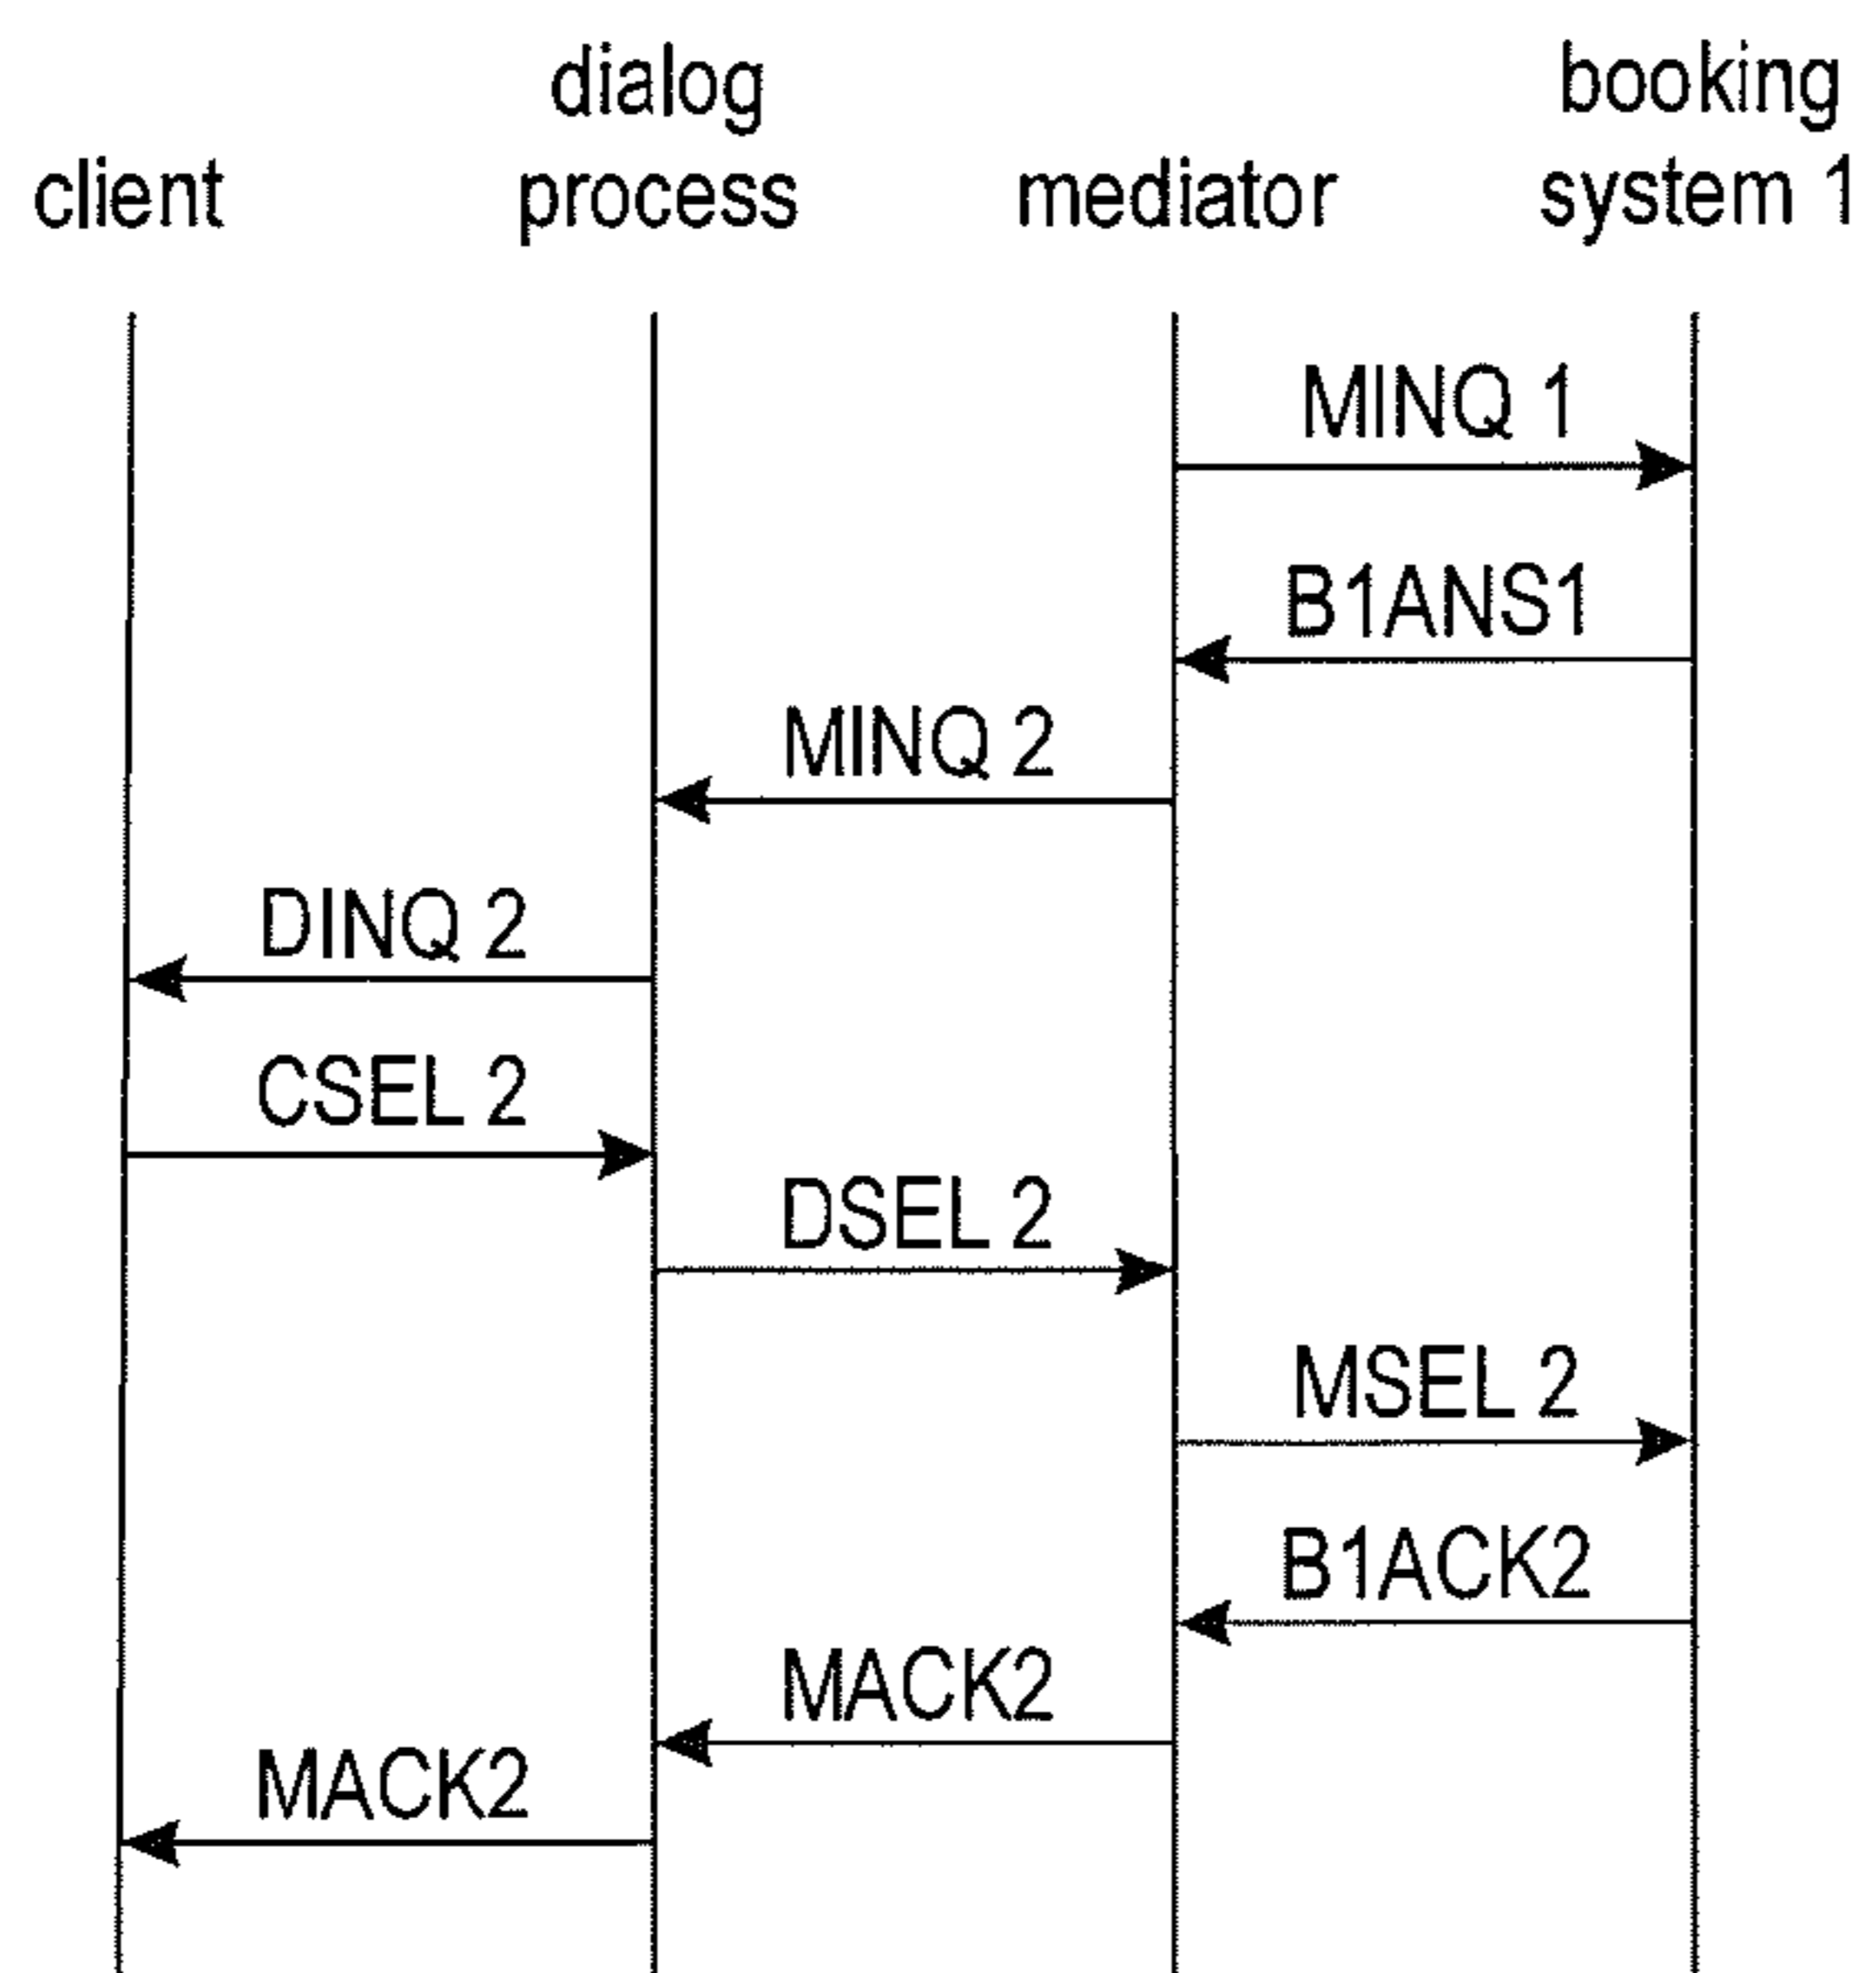 client
dialog
process
mediator
booking
system 1
MINQ 1
B1ANS1
MINQ 2
DINQ 2
CSEL 2
DSEL 2
MSEL 2
B1ACK2
MACK2
MACK2